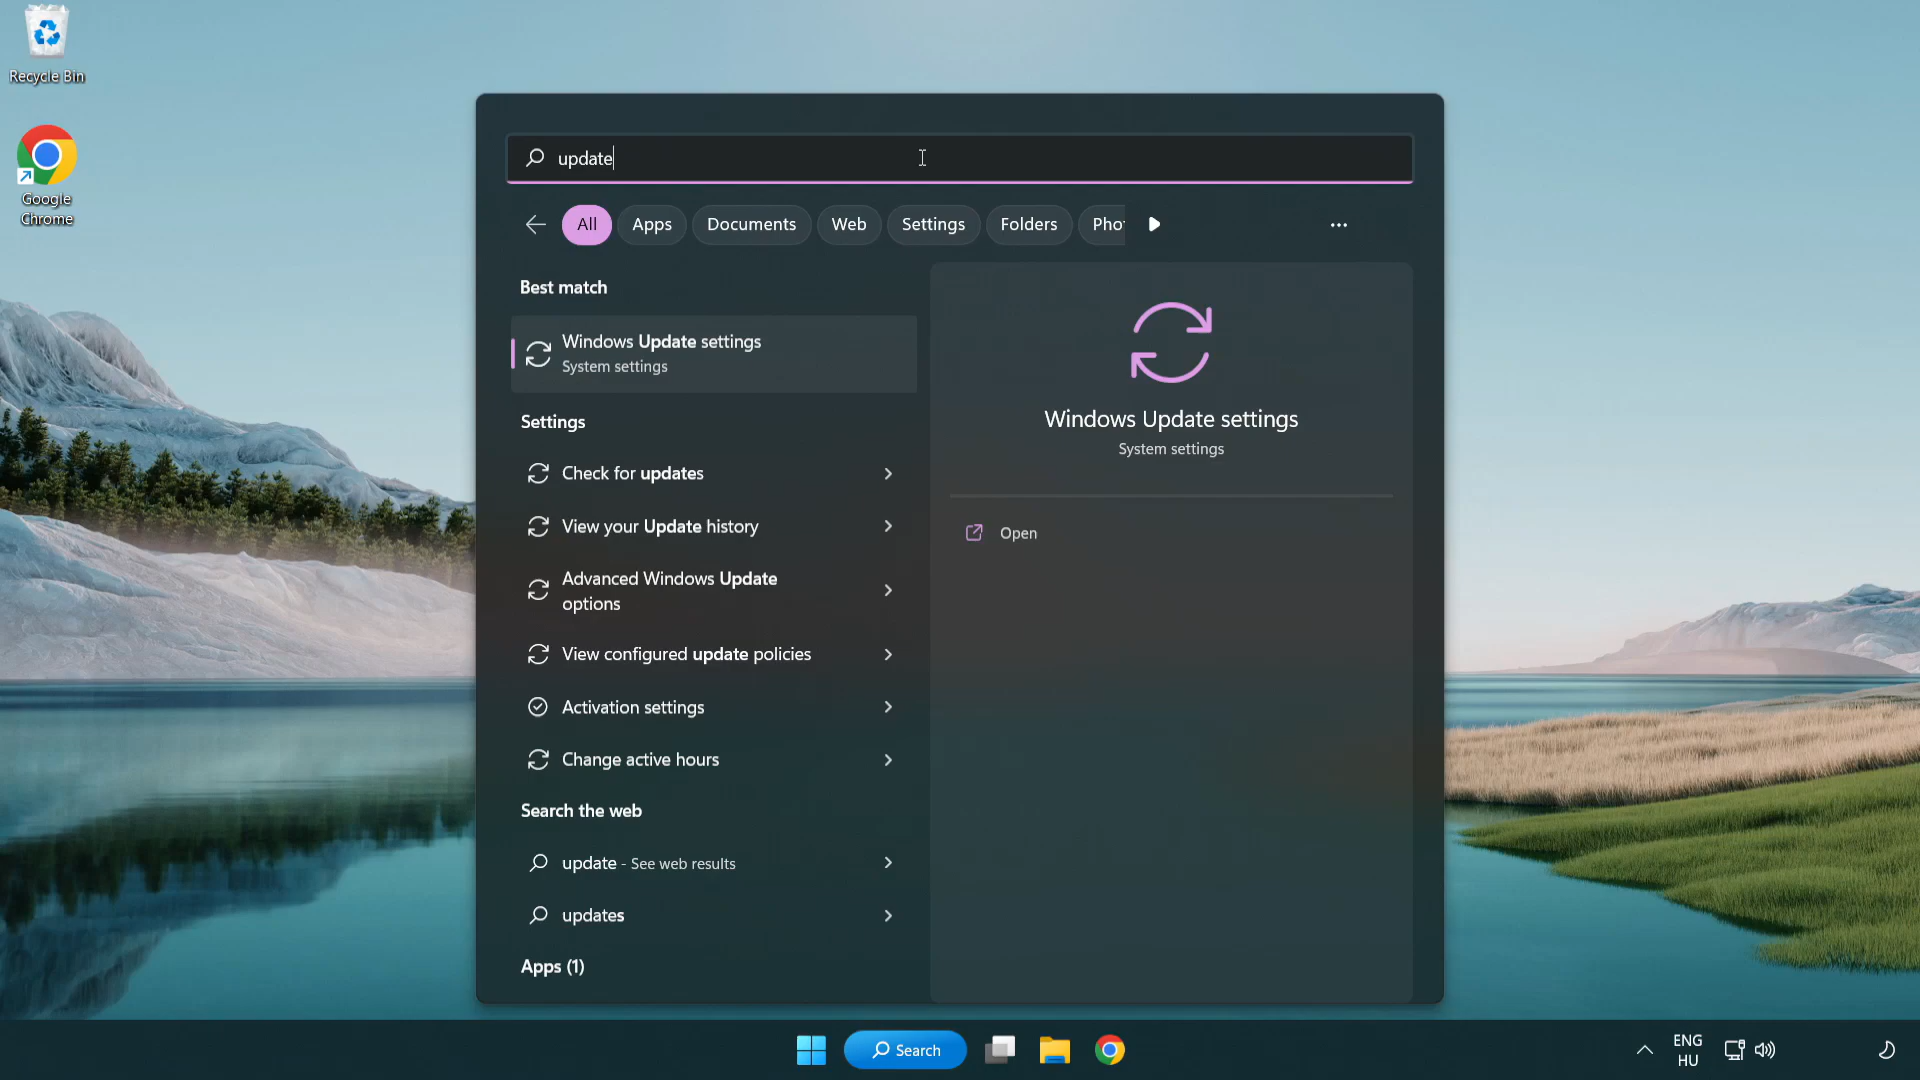 Recycle Bin
Google
Chrome
update
All
Apps
Documents
Web
Settings
Folders
Pho
Best match
Windows Update settings
System settings
Settings
Check for updates
View your Update history
Advanced Windows Update
options
View configured update policies
Activation settings
Change active hours
Search the web
update - See web results
updates
Apps (1)
Windows Update settings
System settings
Open
Search
ENG
HU